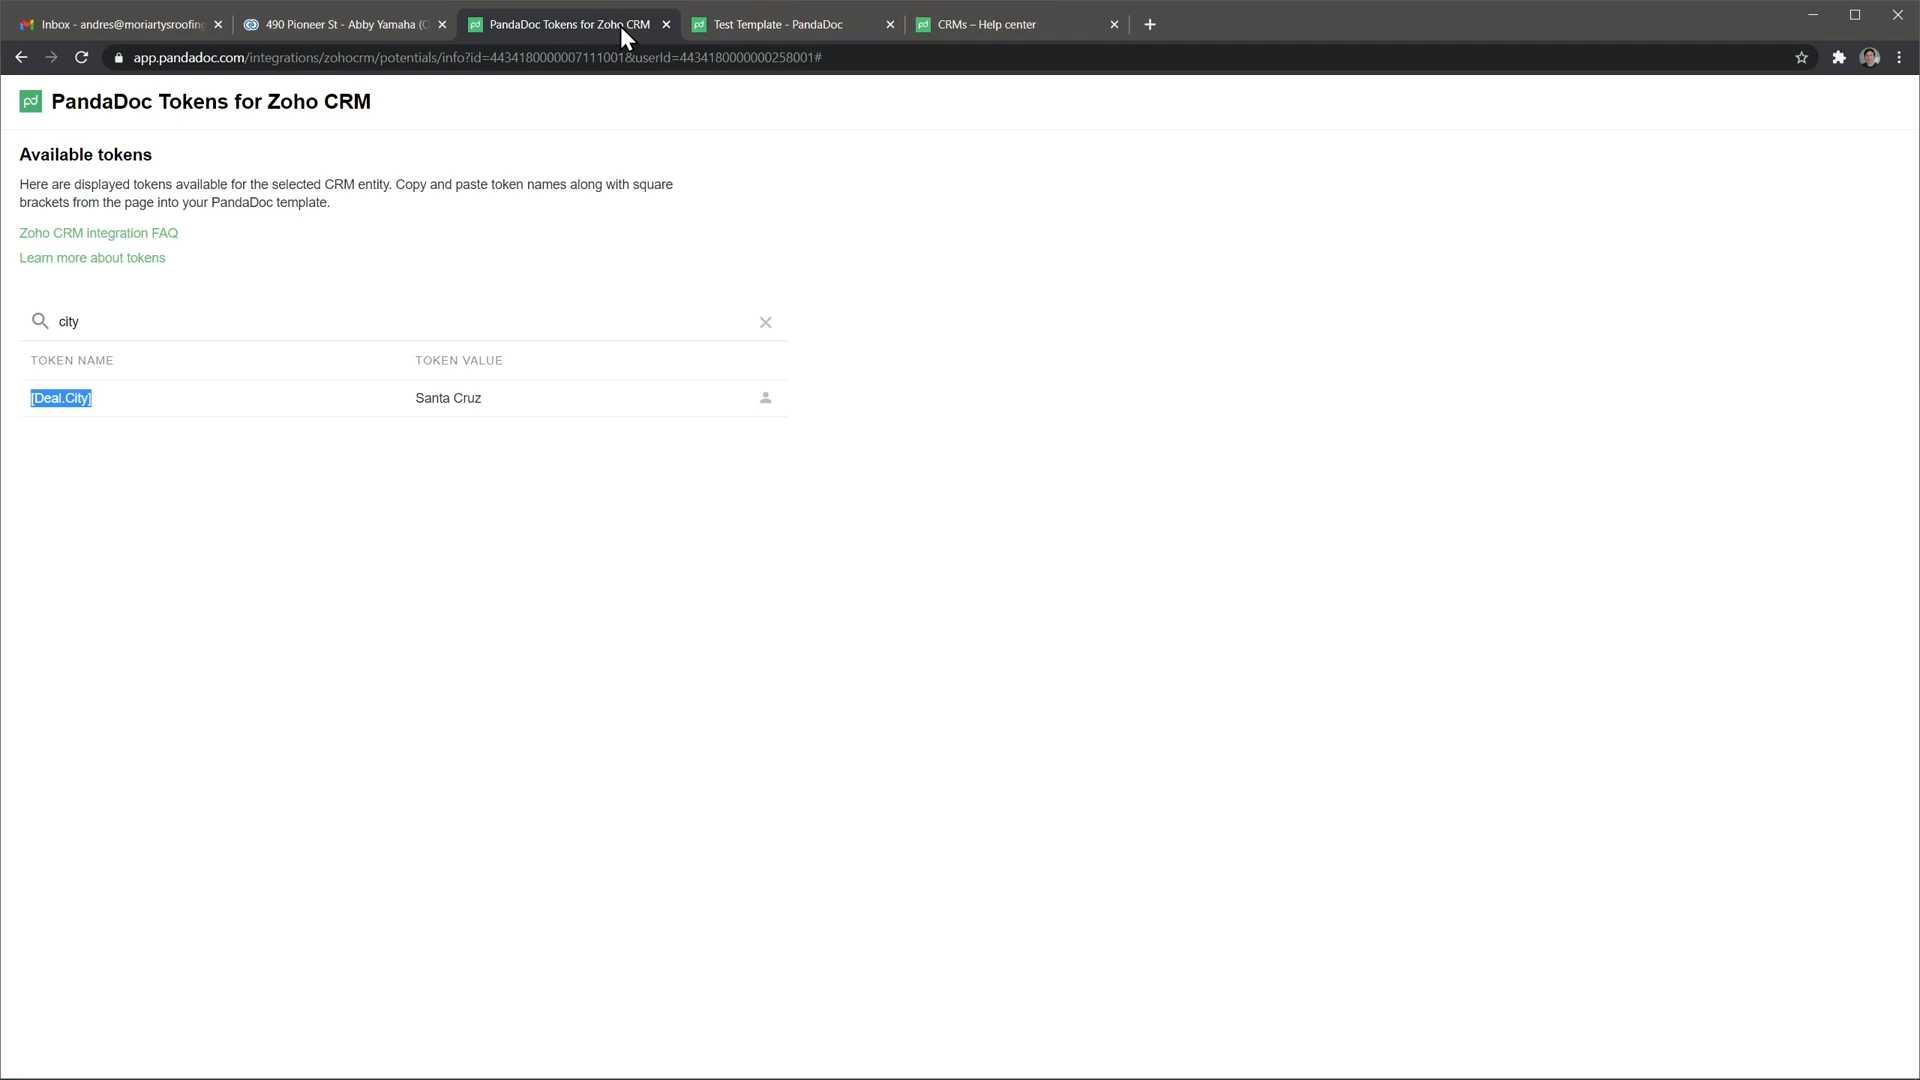 Inbox - andres@moriartysroofing
490 Pioneer St - Abby Yamaha (C
PandaDoc Tokens for Zoho CRM
Test Template - PandaDoc
CRMs – Help center
app.pandadoc.com/integrations/zohocrm/potentials/info?id=4434180000007111001&userId=4434180000000258001#
pd PandaDoc Tokens for Zoho CRM
Available tokens
Here are displayed tokens available for the selected CRM entity. Copy and paste token names along with square
brackets from the page into your PandaDoc template.
Zoho CRM integration FAQ
Learn more about tokens
city
TOKEN NAME TOKEN VALUE
[Deal.City] Santa Cruz